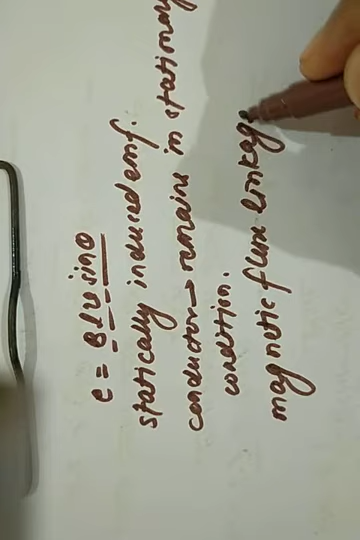 e = Blv sinθ
statically induced emf.
conductor → remains in stationary
condition.
magnetic flux linkage